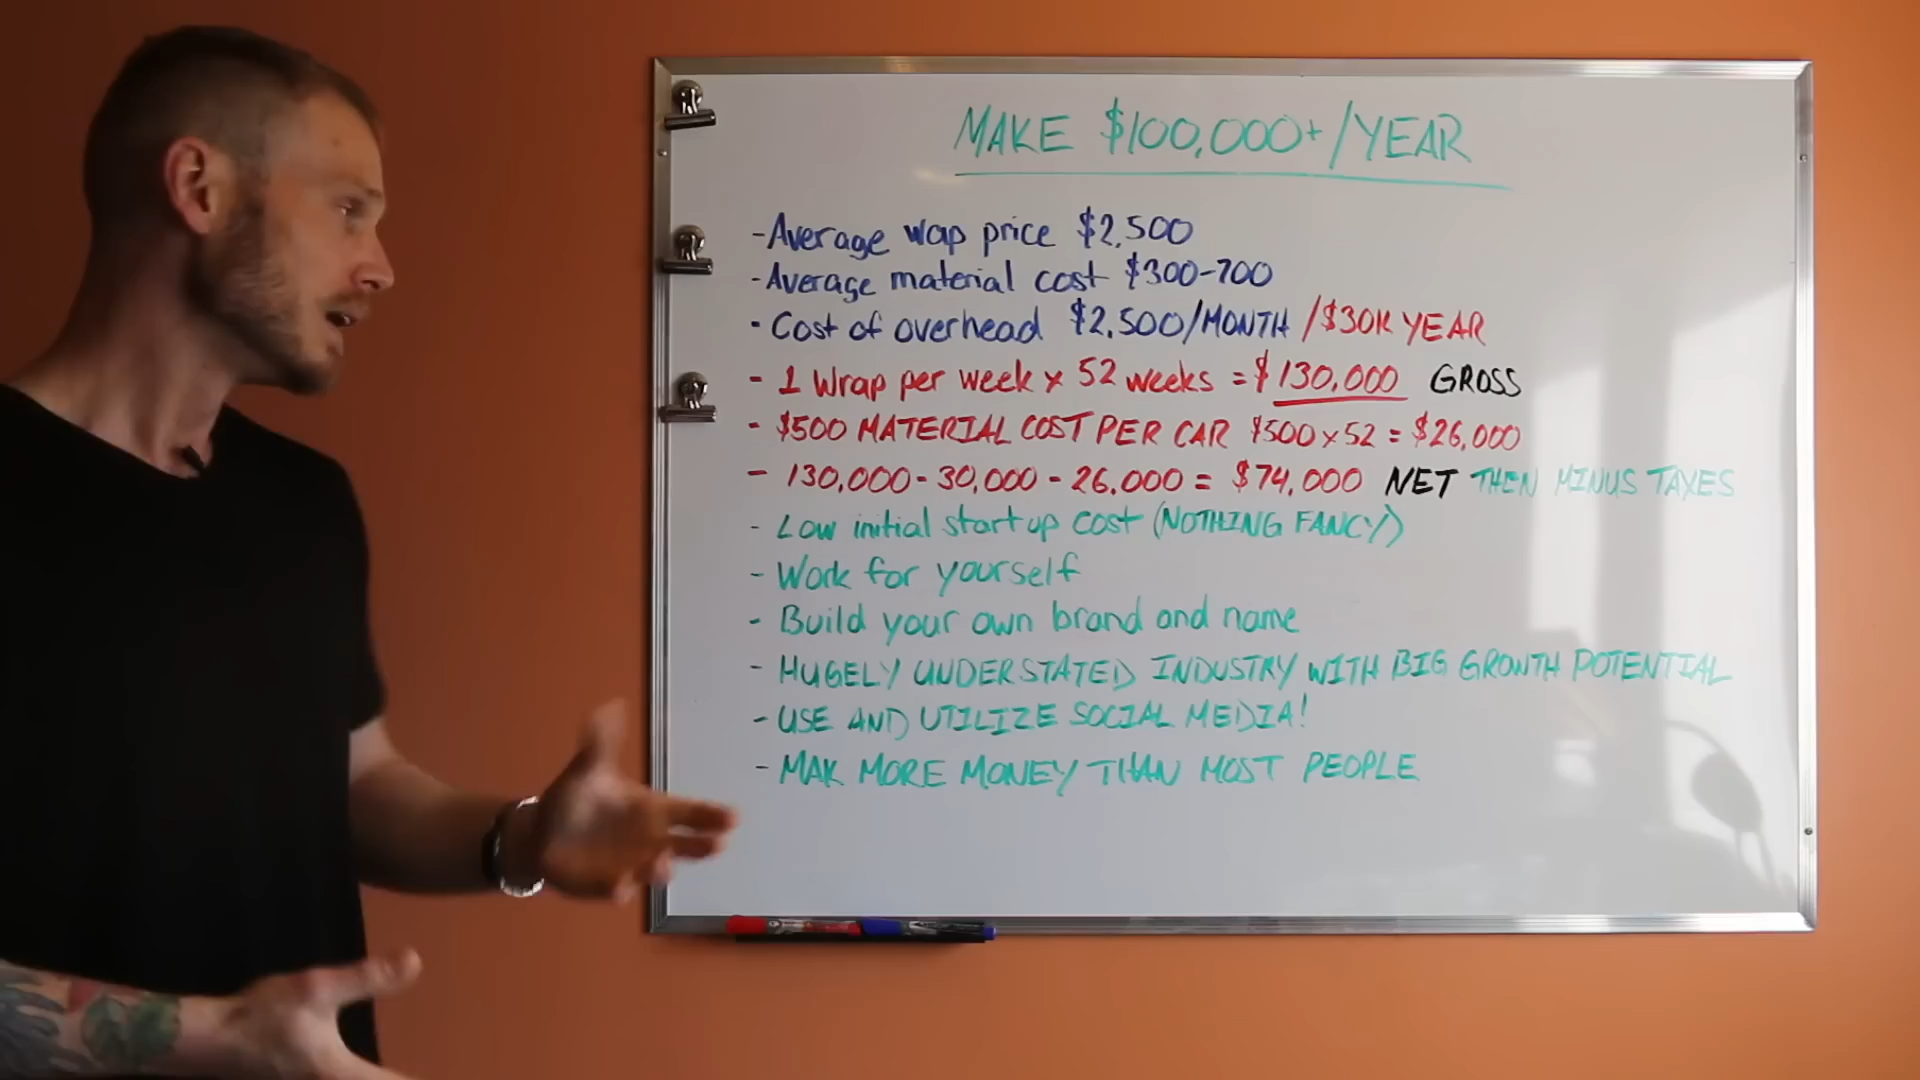 MAKE $100,000+/YEAR
-Average wap price $2,500
-Average material cost $300-700
- Cost of overhead $2,500/MONTH /$30K YEAR
- 1 Wrap per week x 52 weeks = $130,000 GROSS
- $500 MATERIAL COST PER CAR $500 x 52 = $26,000
- 130,000 - 30,000 - 26,000 = $74,000 NET THEN MINUS TAXES
- Low initial start up cost (NOTHING FANCY)
- Work for yourself
- Build your own brand and name
- HUGELY UNDERSTATED INDUSTRY WITH BIG GROWTH POTENTIAL
- USE AND UTILIZE SOCIAL MEDIA!
- MAK MORE MONEY THAN MOST PEOPLE